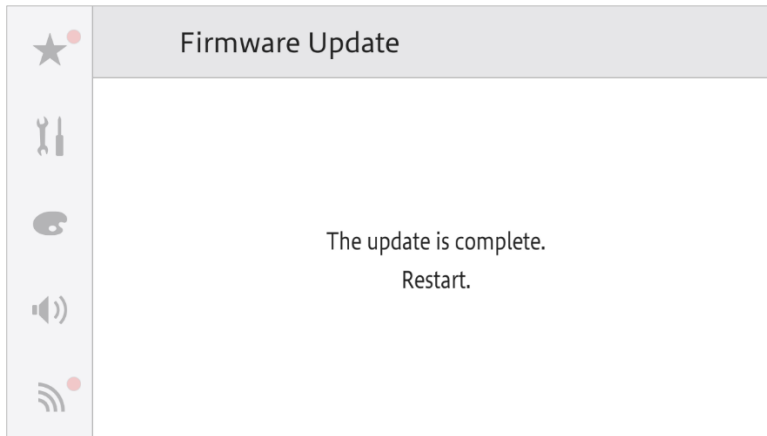 Firmware Update
The update is complete.
Restart.